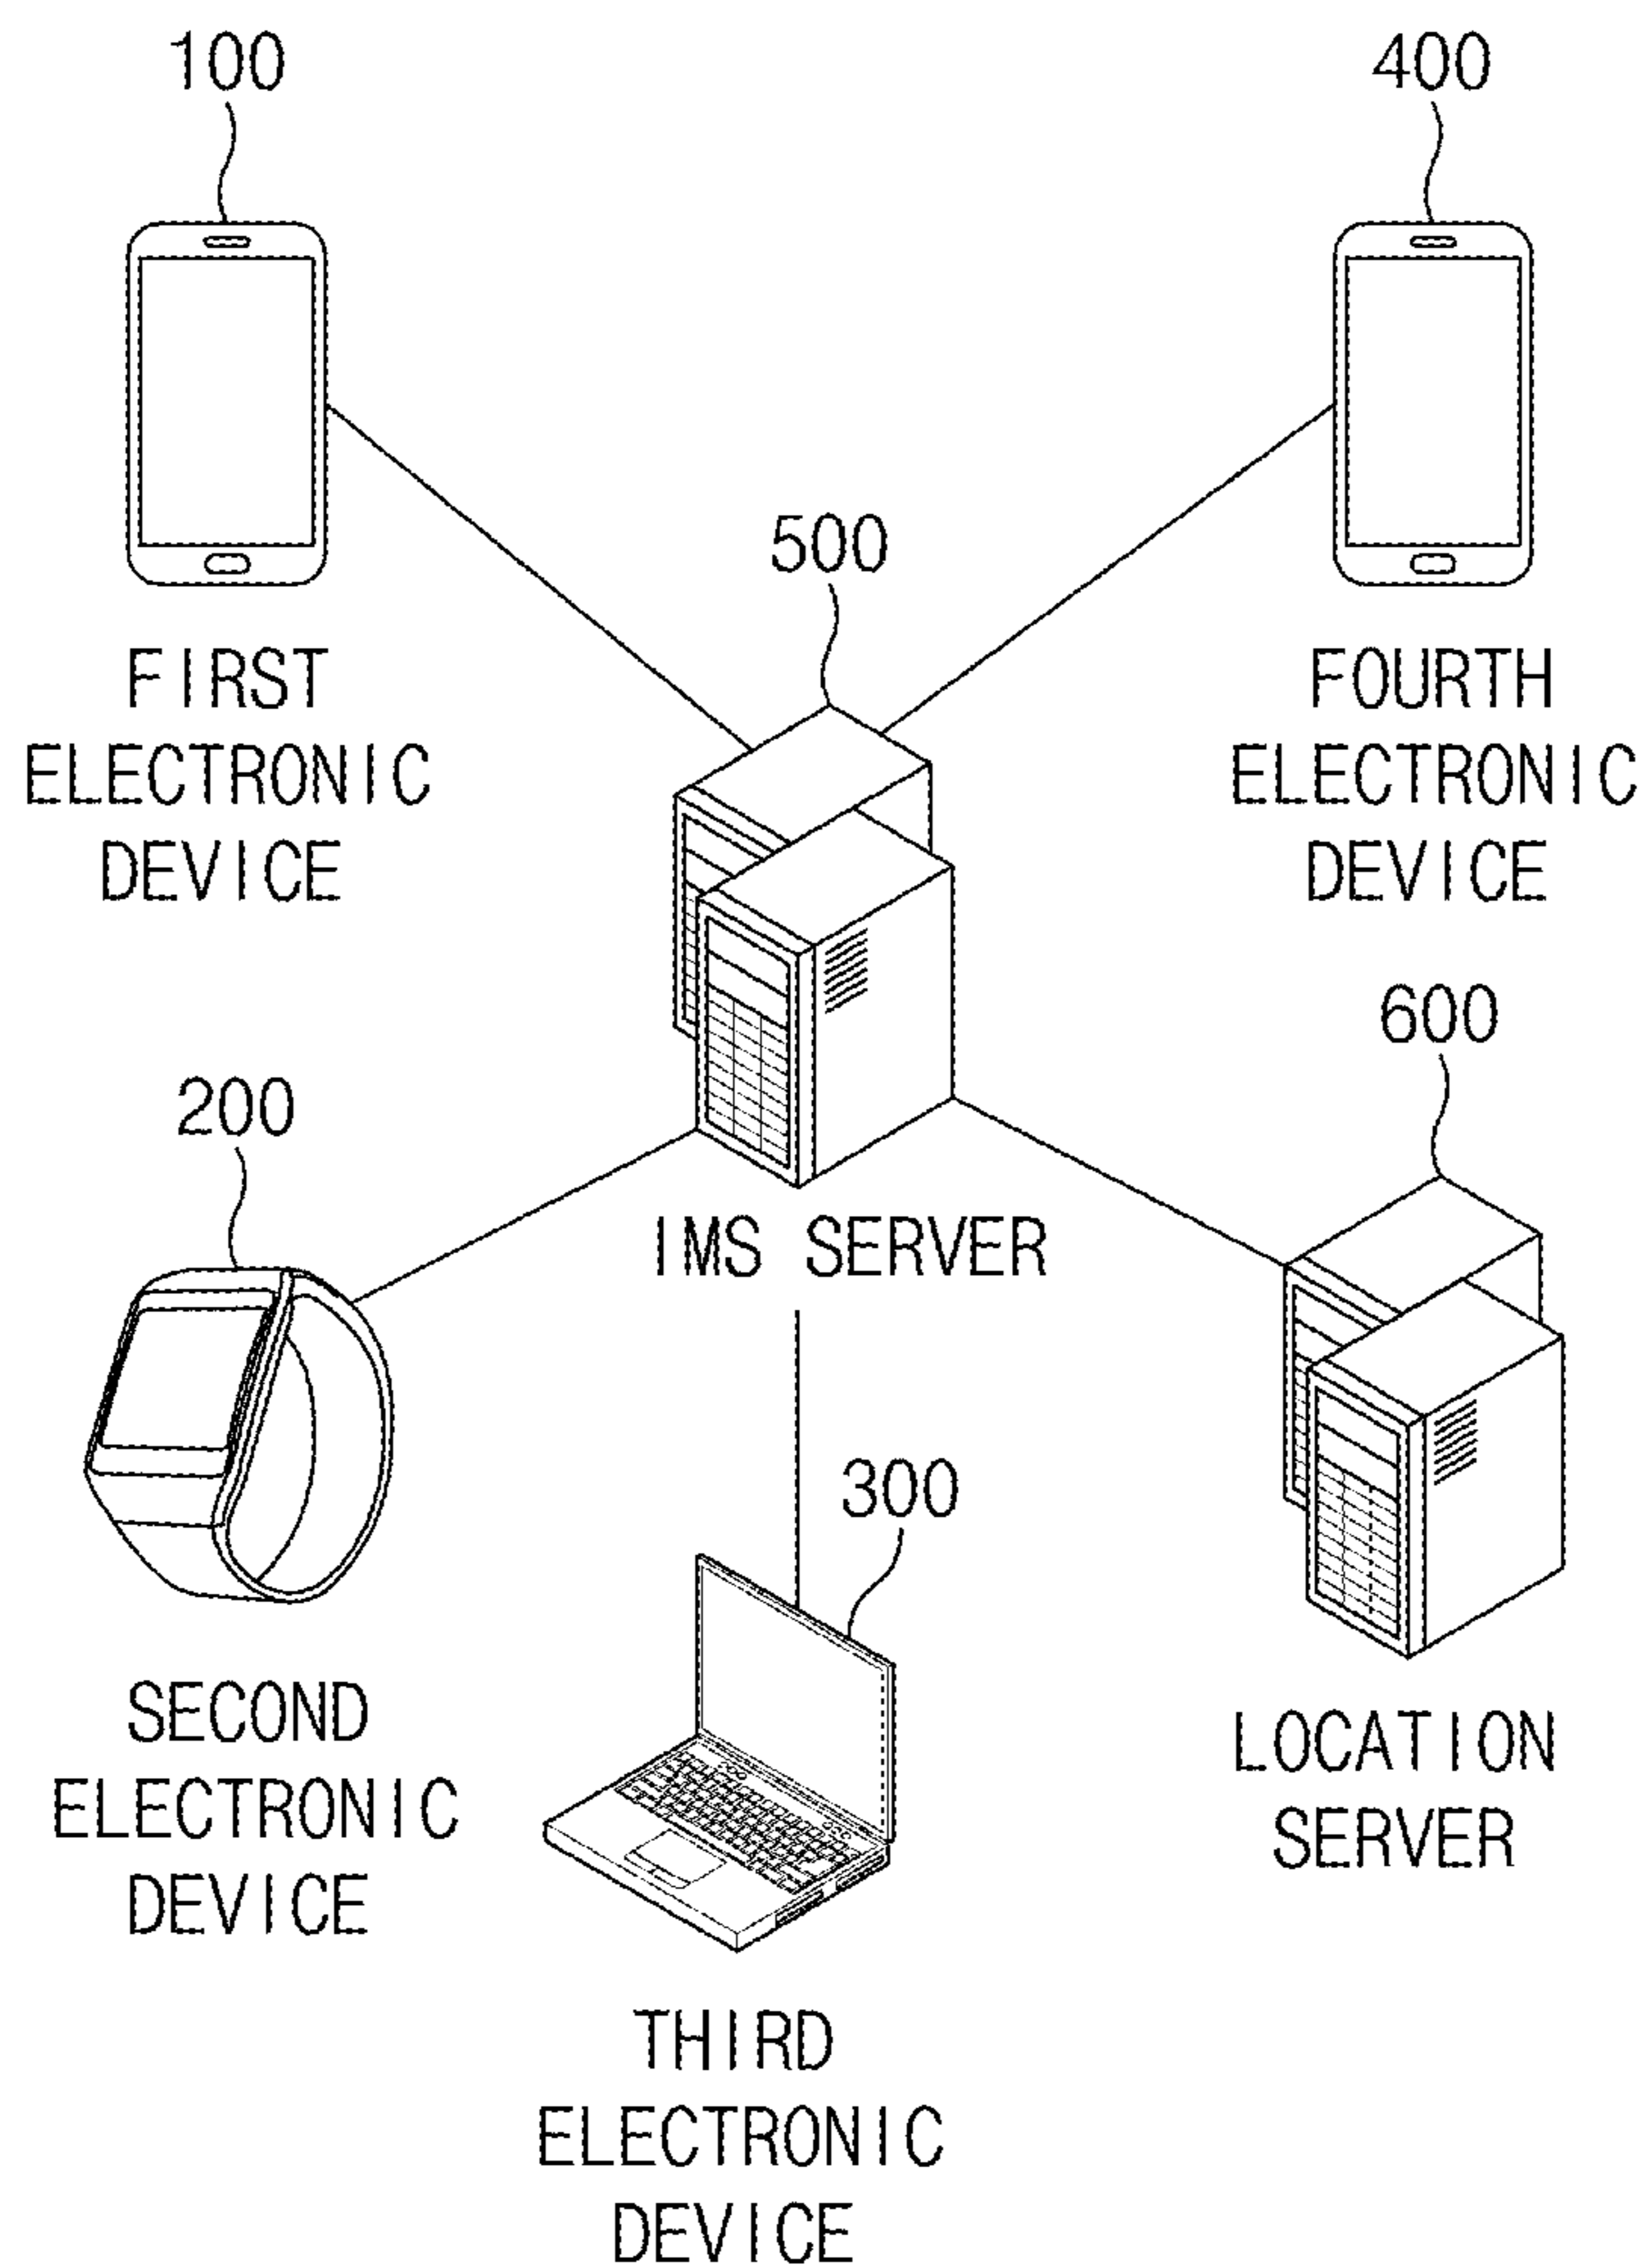 100
400
FIRST
ELECTRONIC
DEVICE
500
FOURTH
ELECTRONIC
DEVICE
600
200
IMS SERVER
300
SECOND
ELECTRONIC
DEVICE
LOCATION
SERVER
THIRD
ELECTRONIC
DEVICE